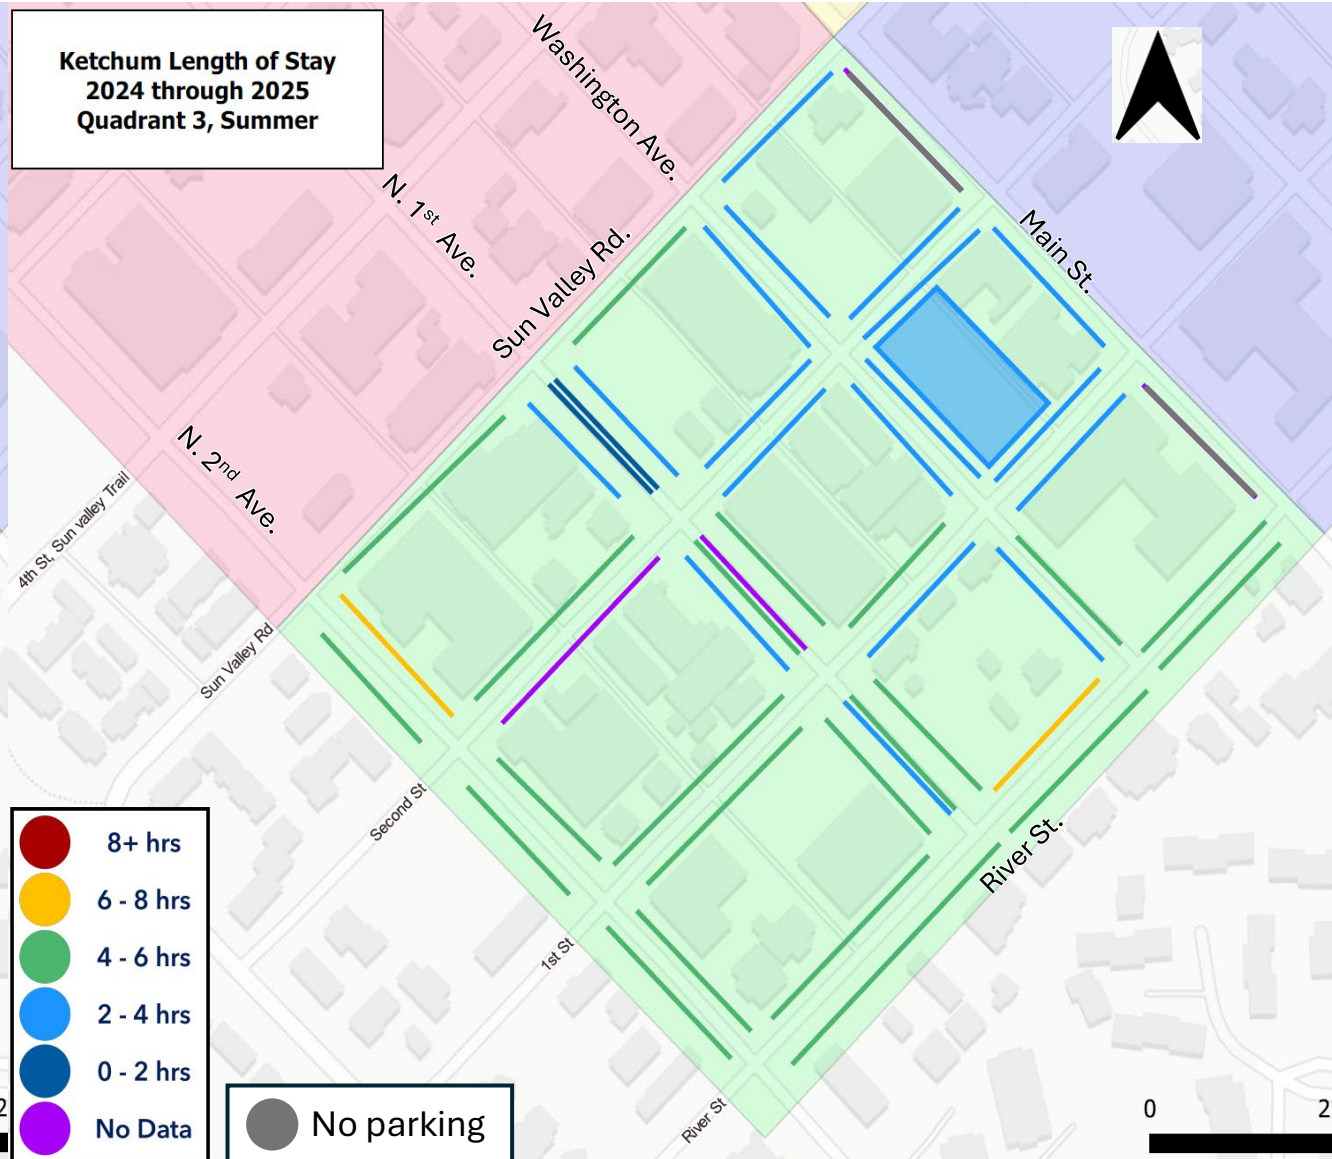 Ketchum Length of Stay
2024 through 2025
Quadrant 3, Summer
Washington Ave.
N. 1st Ave.
Sun Valley Rd.
Main St.
N. 2nd Ave.
4th St, Sun valley Trail
Sun Valley Rd
Second St
1st St
River St
River St.
8+ hrs
6 - 8 hrs
4 - 6 hrs
2 - 4 hrs
0 - 2 hrs
No Data
No parking
2
0
2